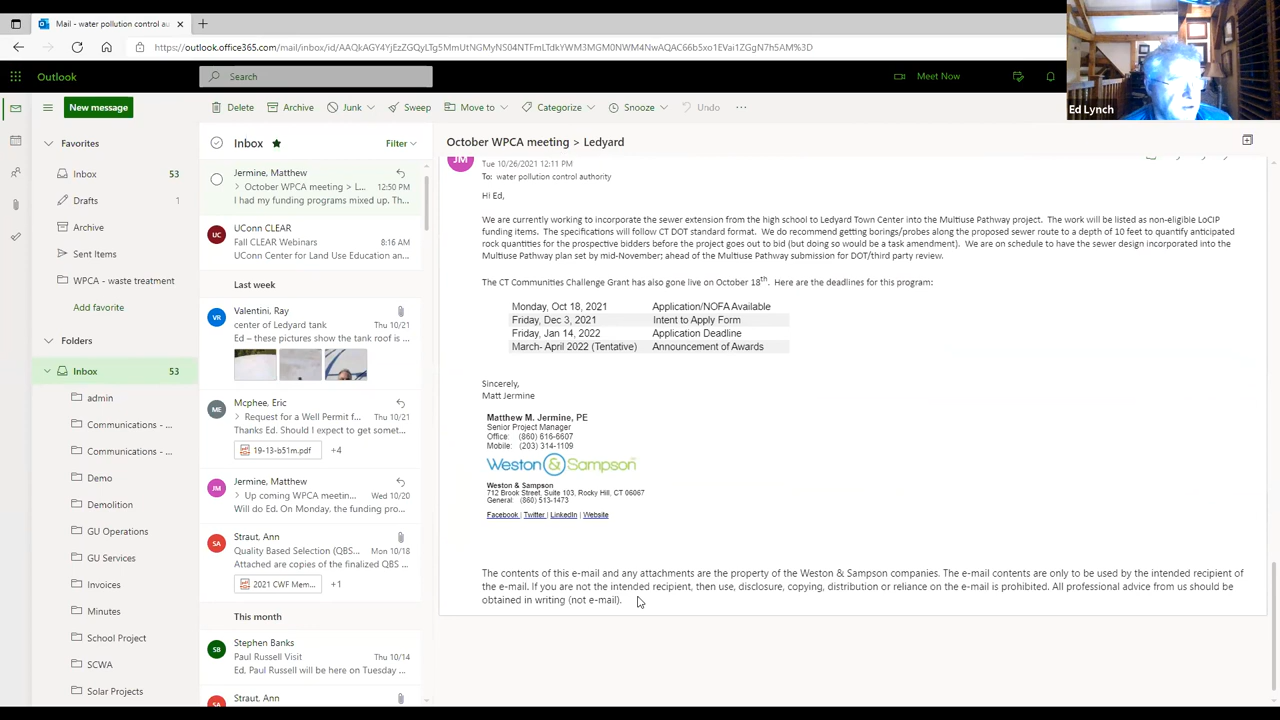 Mail - water pollution control au
https://outlook.office365.com/mail/inbox/id/
Outlook
Search
Meet Now
Ed Lynch
New message
Delete
Archive
Junk
Sweep
Move to
Categorize
Snooze
Undo
Favorites
Inbox 53
Drafts 1
Archive
Sent Items
WPCA - waste treatment
Add favorite
Folders
Inbox 53
admin
Communications - ...
Communications - ...
Demo
Demolition
GU Operations
GU Services
Invoices
Minutes
School Project
SCWA
Solar Projects
Inbox
Filter
Jermine, Matthew
October WPCA meeting > L... 12:50 PM
I had my funding programs mixed up. Th...
UC
UConn CLEAR
Fall CLEAR Webinars 8:16 AM
UConn Center for Land Use Education an...
Last week
VR
Valentini, Ray
center of Ledyard tank Thu 10/21
Ed – these pictures show the tank roof is ...
ME
Mcphee, Eric
Request for a Well Permit f... Thu 10/21
Thanks Ed. Should I expect to get somet...
19-13-b51m.pdf +4
JM
Jermine, Matthew
Up coming WPCA meetin... Wed 10/20
Will do Ed. On Monday, the funding pro...
SA
Straut, Ann
Quality Based Selection (QBS... Mon 10/18
Attached are copies of the finalized QBS ...
2021 CWF Mem... +1
This month
SB
Stephen Banks
Paul Russell Visit Thu 10/14
Ed, Paul Russell will be here on Tuesday ...
SA
Straut, Ann
October WPCA meeting > Ledyard
JM
Tue 10/26/2021 12:11 PM
To: water pollution control authority
Hi Ed,
We are currently working to incorporate the sewer extension from the high school to Ledyard Town Center into the Multiuse Pathway project. The work will be listed as non-eligible LoCIP
funding items. The specifications will follow CT DOT standard format. We do recommend getting borings/probes along the proposed sewer route to a depth of 10 feet to quantify anticipated
rock quantities for the prospective bidders before the project goes out to bid (but doing so would be a task amendment). We are on schedule to have the sewer design incorporated into the
Multiuse Pathway plan set by mid-November; ahead of the Multiuse Pathway submission for DOT/third party review.
The CT Communities Challenge Grant has also gone live on October 18th. Here are the deadlines for this program:
Monday, Oct 18, 2021 Application/NOFA Available
Friday, Dec 3, 2021 Intent to Apply Form
Friday, Jan 14, 2022 Application Deadline
March- April 2022 (Tentative) Announcement of Awards
Sincerely,
Matt Jermine
Matthew M. Jermine, PE
Senior Project Manager
Office: (860) 616-6607
Mobile: (203) 314-1109
Weston & Sampson
Weston & Sampson
712 Brook Street, Suite 103, Rocky Hill, CT 06067
General: (860) 513-1473
Facebook | Twitter | LinkedIn | Website
The contents of this e-mail and any attachments are the property of the Weston & Sampson companies. The e-mail contents are only to be used by the intended recipient of
the e-mail. If you are not the intended recipient, then use, disclosure, copying, distribution or reliance on the e-mail is prohibited. All professional advice from us should be
obtained in writing (not e-mail).